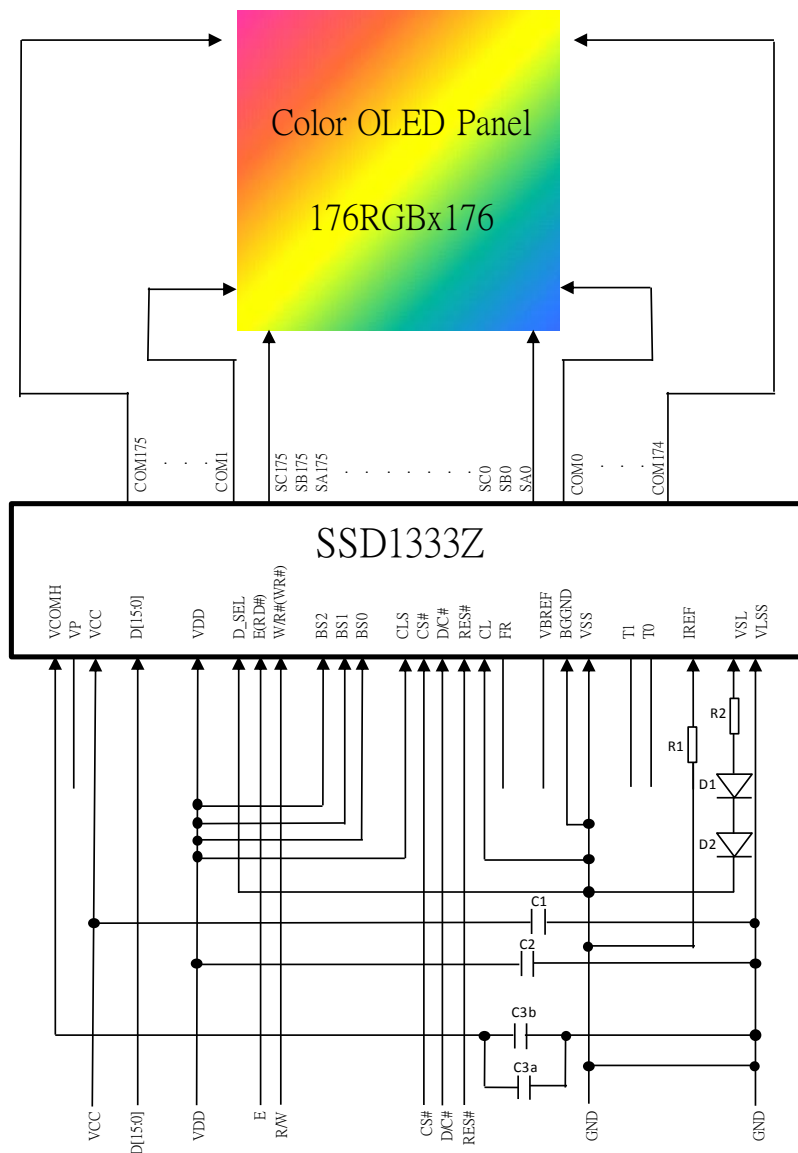 Color OLED Panel
176RGBx176
COM175
. . .
COM1
SC175
SB175
SA175
. . . . . . .
SC0
SB0
SA0
COM0
. . .
COM174
SSD1333Z
VCOMH
VP
VCC
D[15:0]
VDD
D_SEL
E(RD#)
W/R#(WR#)
BS2
BS1
BS0
CLS
CS#
D/C#
RES#
CL
FR
VBREF
BGGND
VSS
T1
T0
IREF
VSL
VLSS
R2
R1
D1
D2
C1
C2
C3b
C3a
VCC
D[15:0]
VDD
E
R/W
CS#
D/C#
RES#
GND
GND